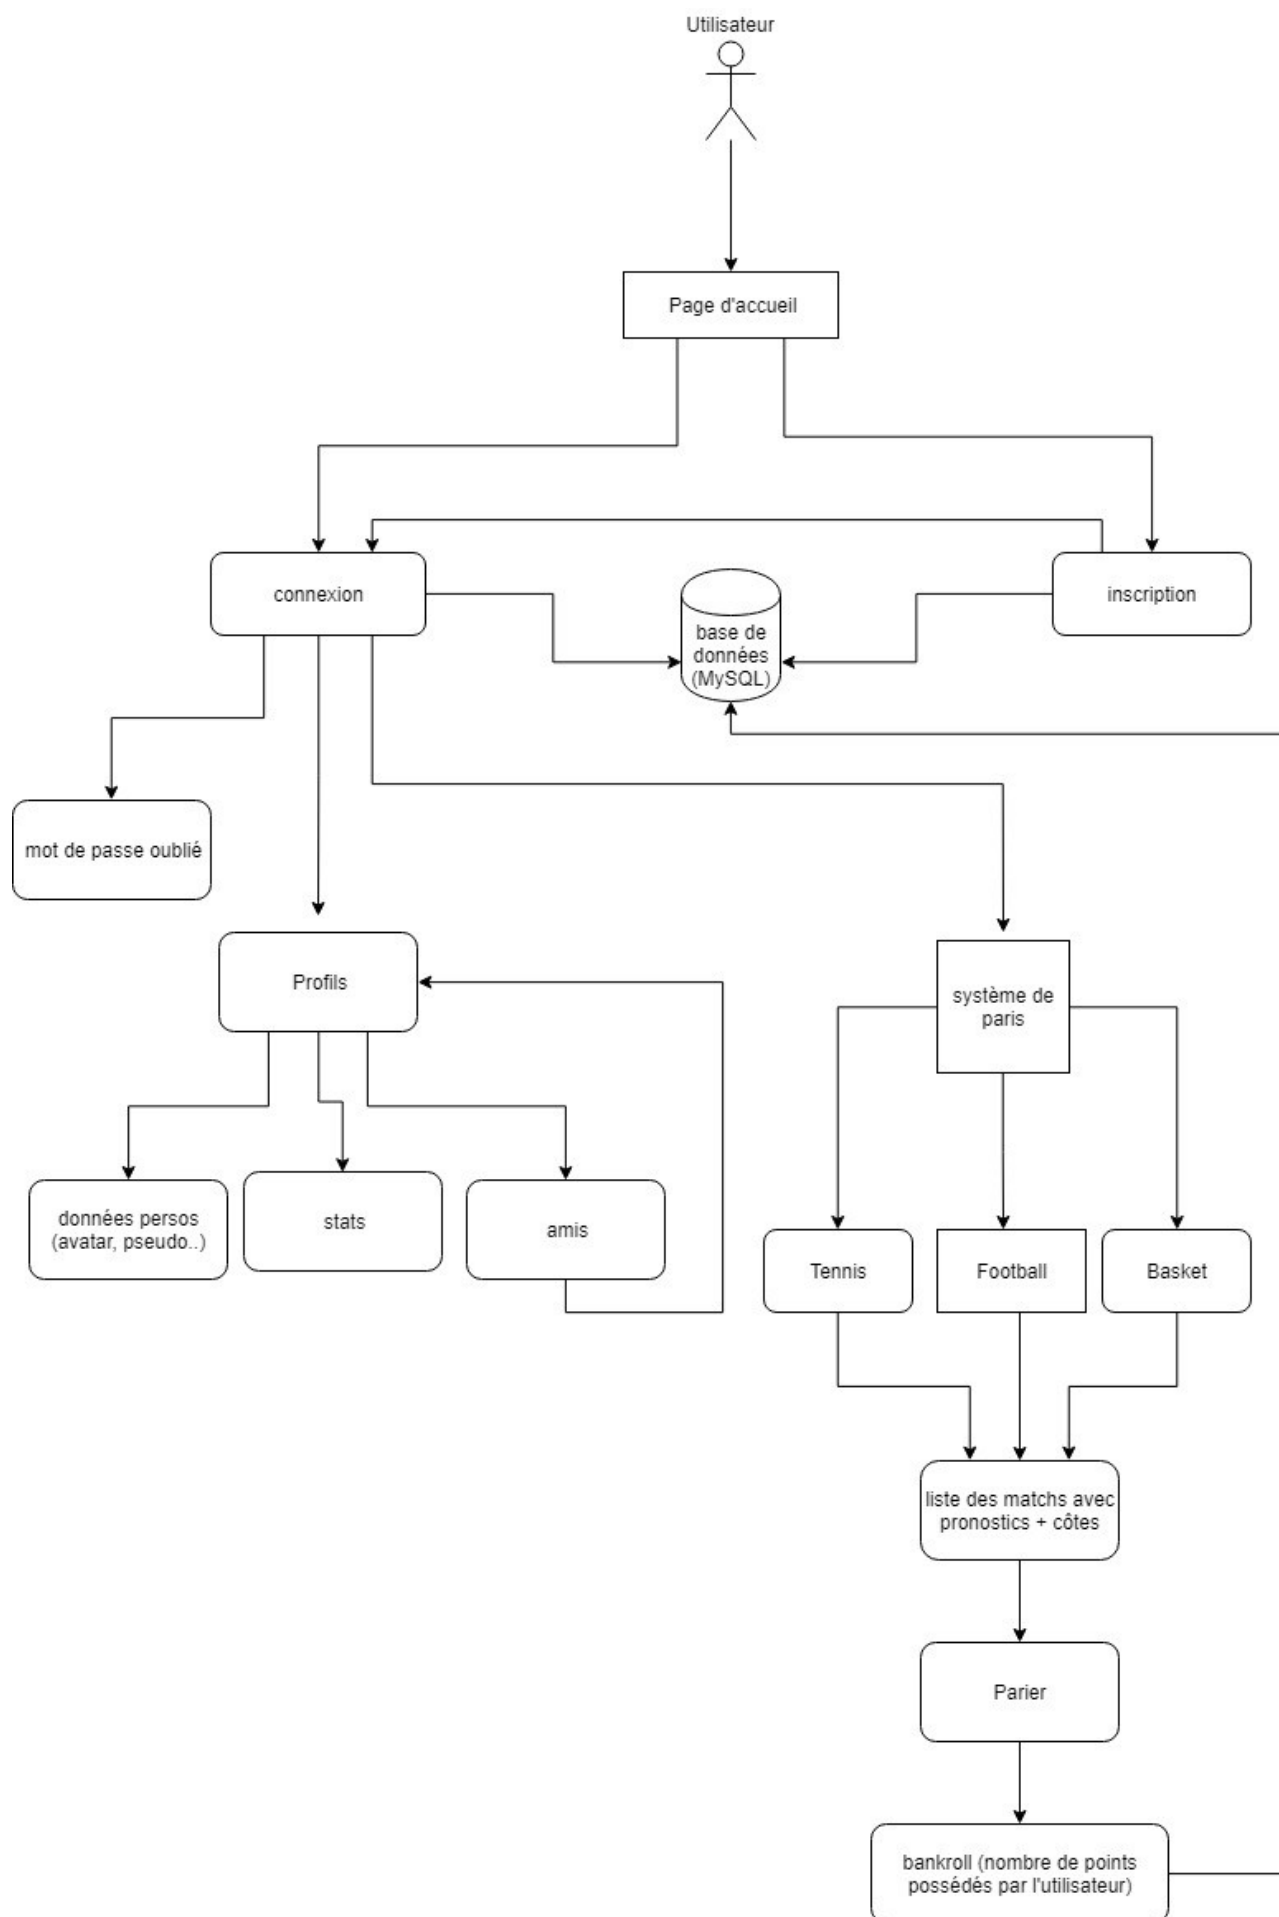 Utilisateur
Page d'accueil
connexion
base de
données
(MySQL)
inscription
mot de passe oublié
Profils
système de
paris
données persos
(avatar, pseudo..)
stats
amis
Tennis
Football
Basket
liste des matchs avec
pronostics + côtes
Parier
bankroll (nombre de points
possédés par l'utilisateur)